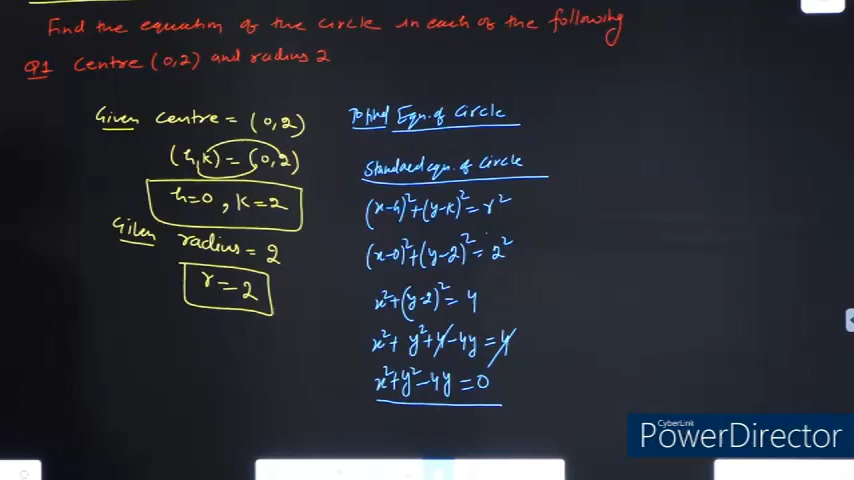 Find the equation of the circle in each of the following
Q1 Centre (0,2) and radius 2
Given centre = (0,2)
(h,k) = (0,2)
h=0, k=2
Given radius = 2
r = 2
To find Eqn. of Circle
Standard eqn. of circle
(x-h)²+(y-k)²=r²
(x-0)²+(y-2)²=2²
x²+(y-2)²=4
x²+y²+4-4y=4
x²+y²-4y=0
CyberLink
PowerDirector